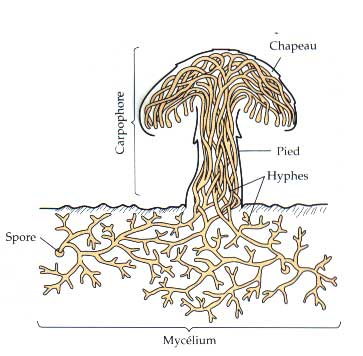 Chapeau
Carpophore
Pied
Hyphes
Spore
Mycélium